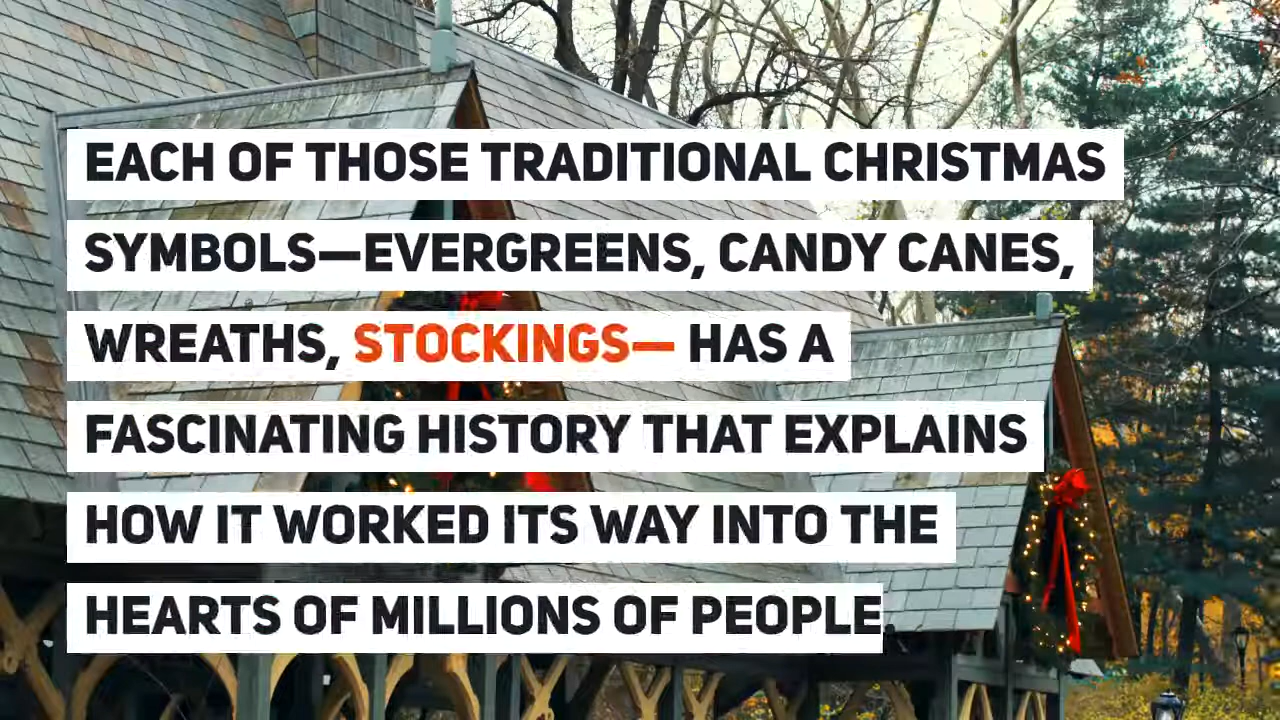 EACH OF THOSE TRADITIONAL CHRISTMAS
SYMBOLS—EVERGREENS, CANDY CANES,
WREATHS, STOCKINGS— HAS A
FASCINATING HISTORY THAT EXPLAINS
HOW IT WORKED ITS WAY INTO THE
HEARTS OF MILLIONS OF PEOPLE.